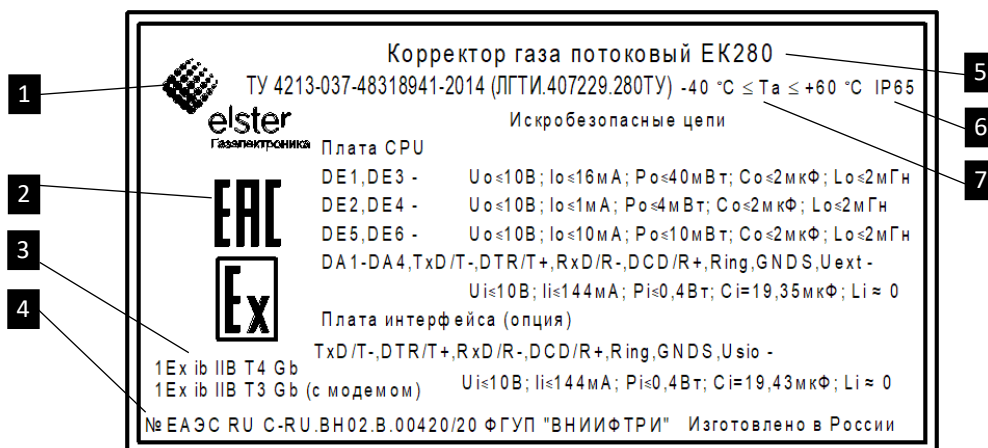 Корректор газа потоковый ЕК280
5
1
ТУ 4213-037-48318941-2014 (ЛГТИ.407229.280ТУ) -40 °C ≤ Ta ≤ +60 °C IP65
elster
Газэлектроника
Искробезопасные цепи
6
Плата CPU
7
DE1,DE3 - Uo≤10В; Io≤16мА; Po≤40мВт; Co≤2мкФ; Lo≤2мГн
2
EAC
DE2,DE4 - Uo≤10В; Io≤1мА; Po≤4мВт; Co≤2мкФ; Lo≤2мГн
DE5,DE6 - Uo≤10В; Io≤10мА; Po≤10мВт; Co≤2мкФ; Lo≤2мГн
3
DA1-DA4,TxD/T-,DTR/T+,RxD/R-,DCD/R+,Ring,GNDS,Uext -
Ex
Ui≤10В; Ii≤144мА; Pi≤0,4Вт; Ci=19,35мкФ; Li ≈ 0
4
Плата интерфейса (опция)
TxD/T-,DTR/T+,RxD/R-,DCD/R+,Ring,GNDS,Usio -
1Ex ib IIB T4 Gb
1Ex ib IIB T3 Gb (с модемом)
Ui≤10В; Ii≤144мА; Pi≤0,4Вт; Ci=19,43мкФ; Li ≈ 0
№ ЕАЭС RU C-RU.ВН02.В.00420/20 ФГУП "ВНИИФТРИ" Изготовлено в России